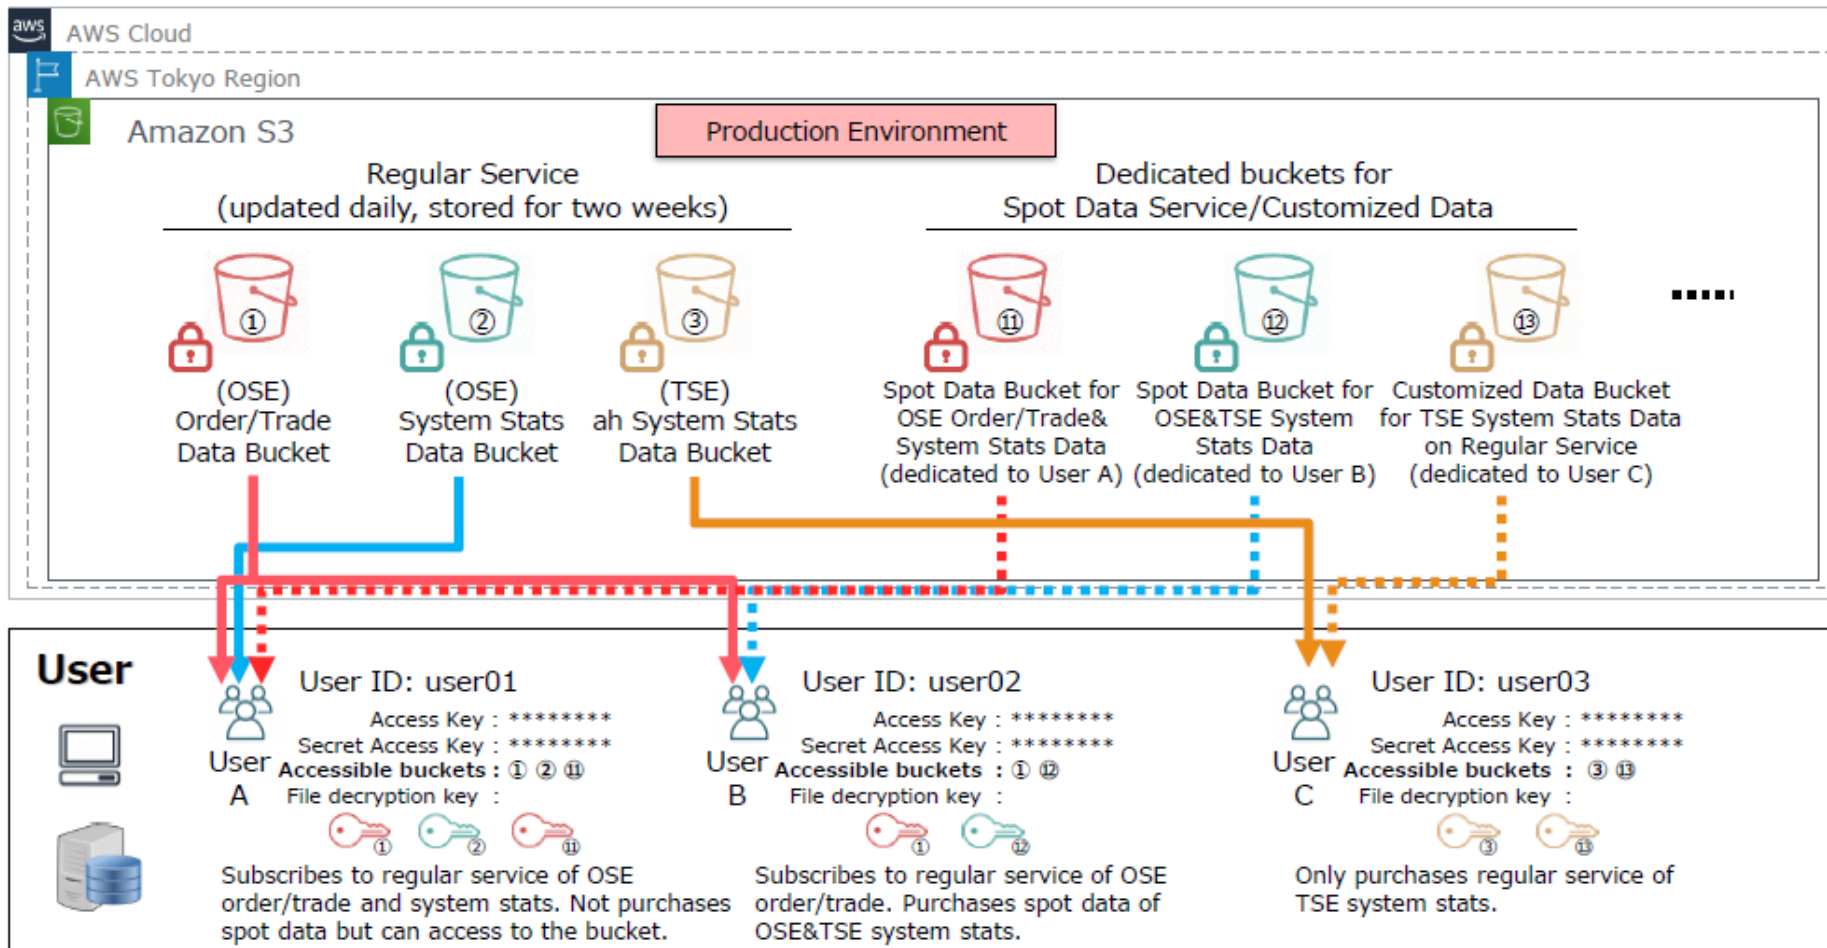 aws
AWS Cloud
AWS Tokyo Region
Amazon S3
Production Environment
Regular Service
(updated daily, stored for two weeks)
Dedicated buckets for
Spot Data Service/Customized Data
①
②
③
⑪
⑫
⑬
......
(OSE)
Order/Trade
Data Bucket
(OSE)
System Stats
Data Bucket
(TSE)
ah System Stats
Data Bucket
Spot Data Bucket for
OSE Order/Trade&
System Stats Data
(dedicated to User A)
Spot Data Bucket for
OSE&TSE System
Stats Data
(dedicated to User B)
Customized Data Bucket
for TSE System Stats Data
on Regular Service
(dedicated to User C)
User
User A
User ID: user01
Access Key : ********
Secret Access Key : ********
Accessible buckets : ① ② ⑪
File decryption key :
① ② ⑪
Subscribes to regular service of OSE
order/trade and system stats. Not purchases
spot data but can access to the bucket.
User B
User ID: user02
Access Key : ********
Secret Access Key : ********
Accessible buckets : ① ⑫
File decryption key :
① ⑫
Subscribes to regular service of OSE
order/trade. Purchases spot data of
OSE&TSE system stats.
User C
User ID: user03
Access Key : ********
Secret Access Key : ********
Accessible buckets : ③ ⑬
File decryption key :
③ ⑬
Only purchases regular service of
TSE system stats.